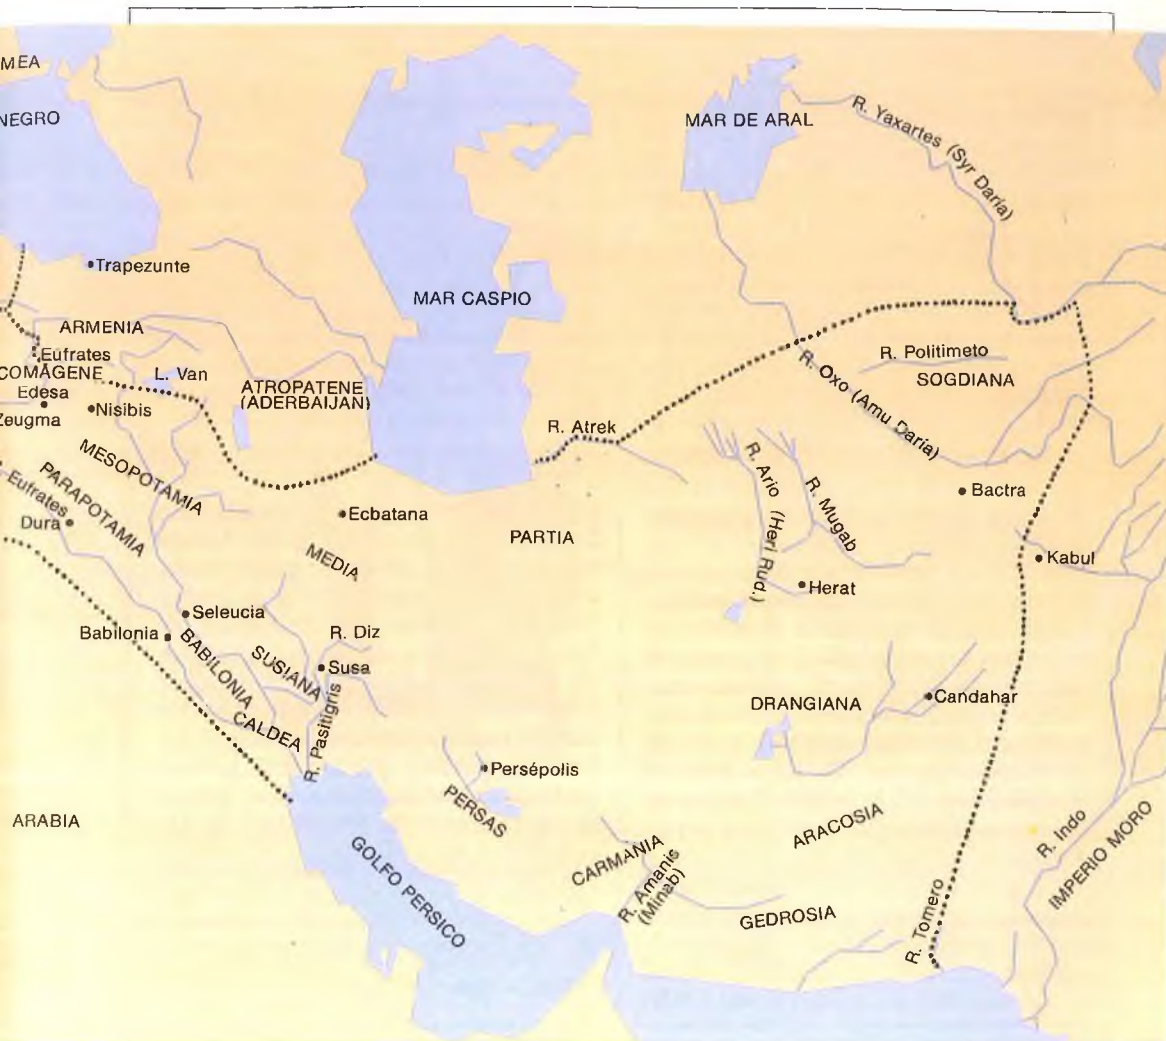 MEA
NEGRO
MAR DE ARAL
R. Yaxartes (Syr Daria)
Trapezunte
MAR CASPIO
ARMENIA
Eufrates
COMAGENE
L. Van
Edesa
Zeugma
Nisibis
ATROPATENE
(ADERBAIJAN)
R. Politimeto
SOGDIANA
R. Oxo (Amu Daria)
R. Atrek
MESOPOTAMIA
PARAPOTAMIA
Eufrates
Dura
Ecbatana
MEDIA
PARTIA
R. Ario (Heri Rud.)
R. Mugab
Bactra
Kabul
Herat
Seleucia
Babilonia
BABILONIA
SUSIANA
R. Diz
Susa
CALDEA
R. Pasitigris
DRANGIANA
Candahar
Persépolis
PERSAS
ARABIA
GOLFO PERSICO
CARMANIA
R. Amanis
(Minab)
ARACOSIA
GEDROSIA
R. Tomero
R. Indo
IMPERIO MORO